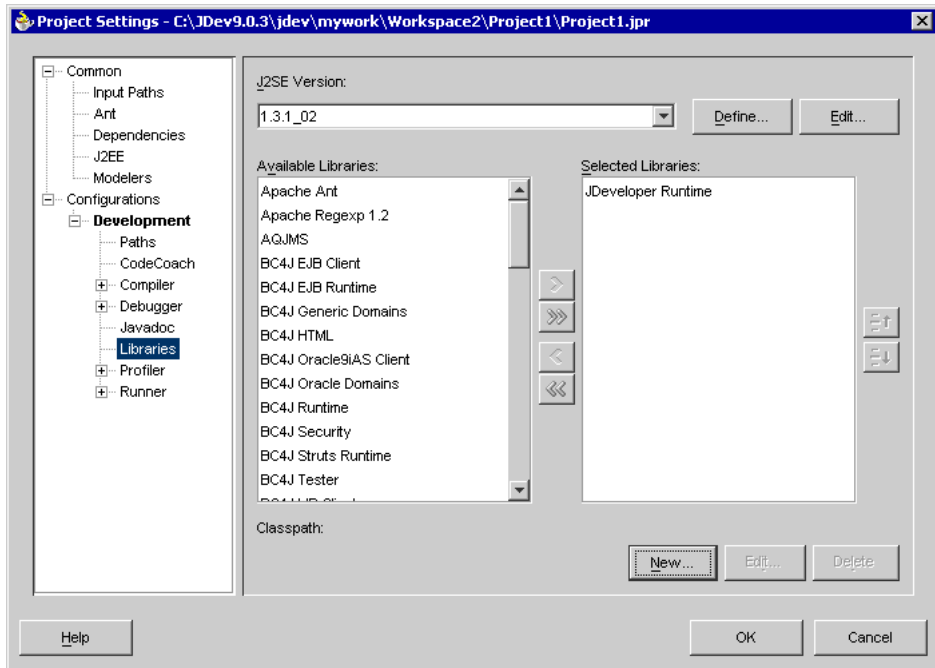 Project Settings - C:\JDev9.0.3\jdev\mywork\Workspace2\Project1\Project1.jpr
Common
Input Paths
Ant
Dependencies
J2EE
Modelers
Configurations
Development
Paths
CodeCoach
Compiler
Debugger
Javadoc
Libraries
Profiler
Runner
J2SE Version:
1.3.1_02
Define...
Edit...
Available Libraries:
Apache Ant
Apache Regexp 1.2
AQJMS
BC4J EJB Client
BC4J EJB Runtime
BC4J Generic Domains
BC4J HTML
BC4J Oracle9iAS Client
BC4J Oracle Domains
BC4J Runtime
BC4J Security
BC4J Struts Runtime
BC4J Tester
Selected Libraries:
JDeveloper Runtime
Classpath:
New...
Edit...
Delete
Help
OK
Cancel